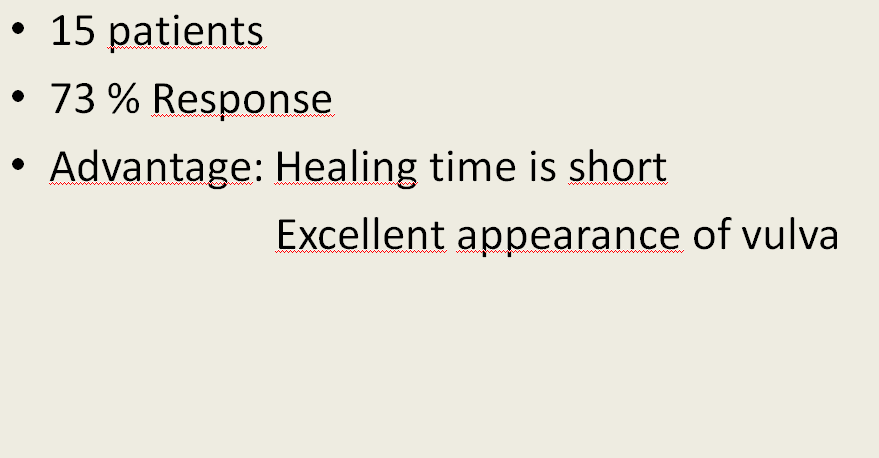 • 15 patients
• 73 % Response
• Advantage: Healing time is short
Excellent appearance of vulva